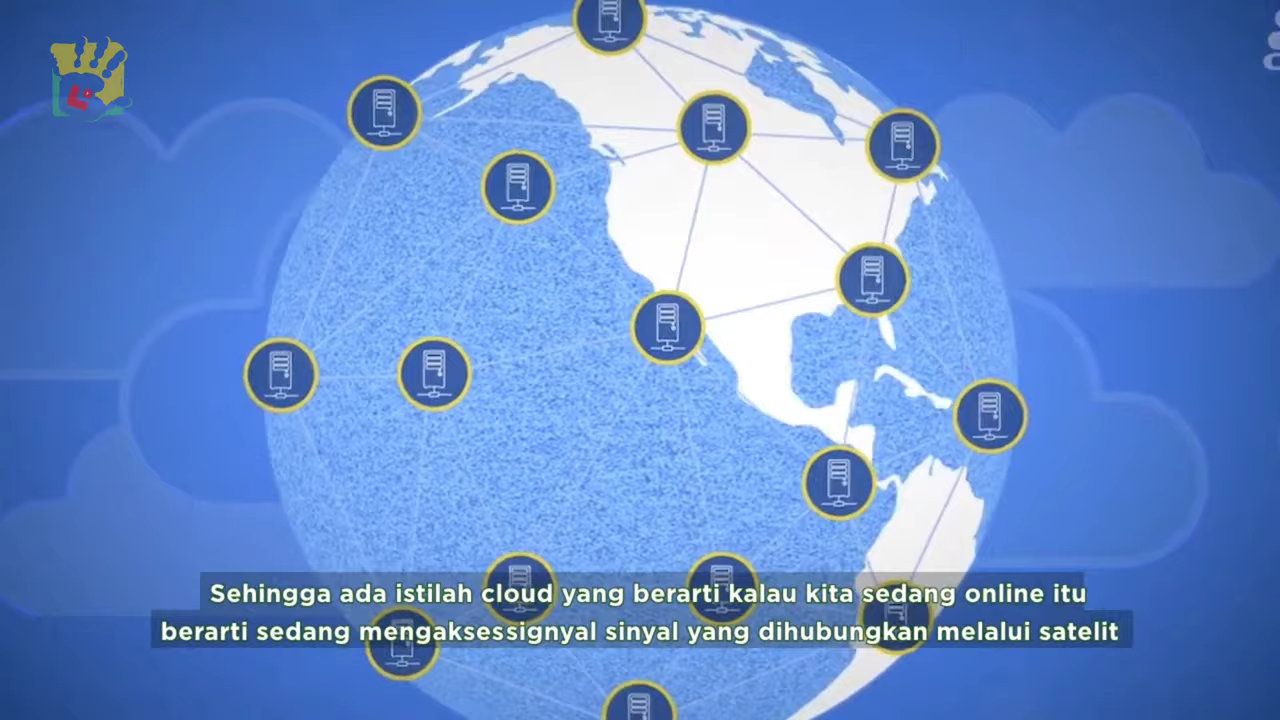 Sehingga ada istilah cloud yang berarti kalau kita sedang online itu
berarti sedang mengaksessignyal sinyal yang dihubungkan melalui satelit